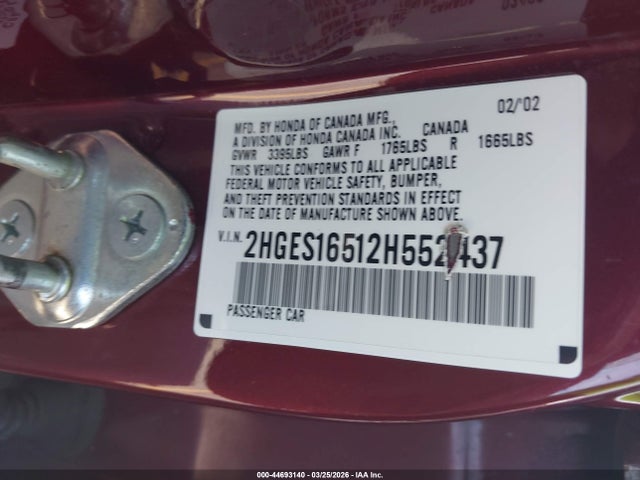 02/'02
MFD. BY HONDA OF CANADA MFG.,
A DIVISION OF HONDA CANADA INC. CANADA
GVWR 3395LBS GAWR F 1765LBS R 1665LBS
THIS VEHICLE CONFORMS TO ALL APPLICABLE
FEDERAL MOTOR VEHICLE SAFETY, BUMPER,
AND THEFT PREVENTION STANDARDS IN EFFECT
ON THE DATE OF MANUFACTURE SHOWN ABOVE.
V.I.N. 2HGES16512H552437
PASSENGER CAR
000-44693140 - 03/25/2026 - IAA Inc.